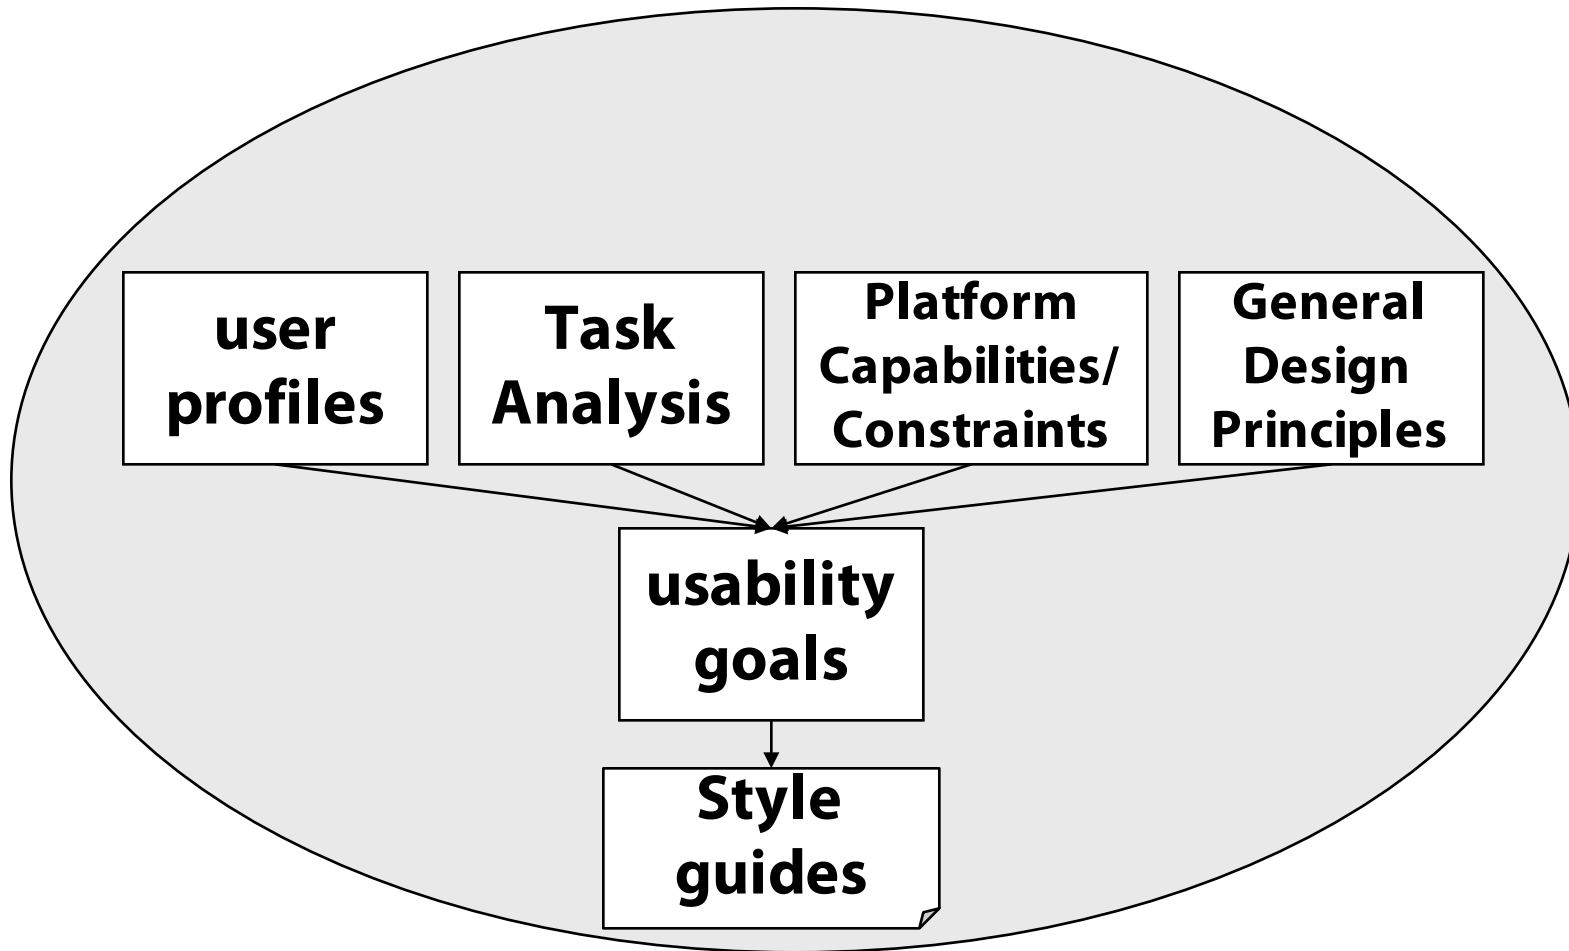 user
profiles
Task
Analysis
Platform
Capabilities/
Constraints
General
Design
Principles
usability
goals
Style
guides